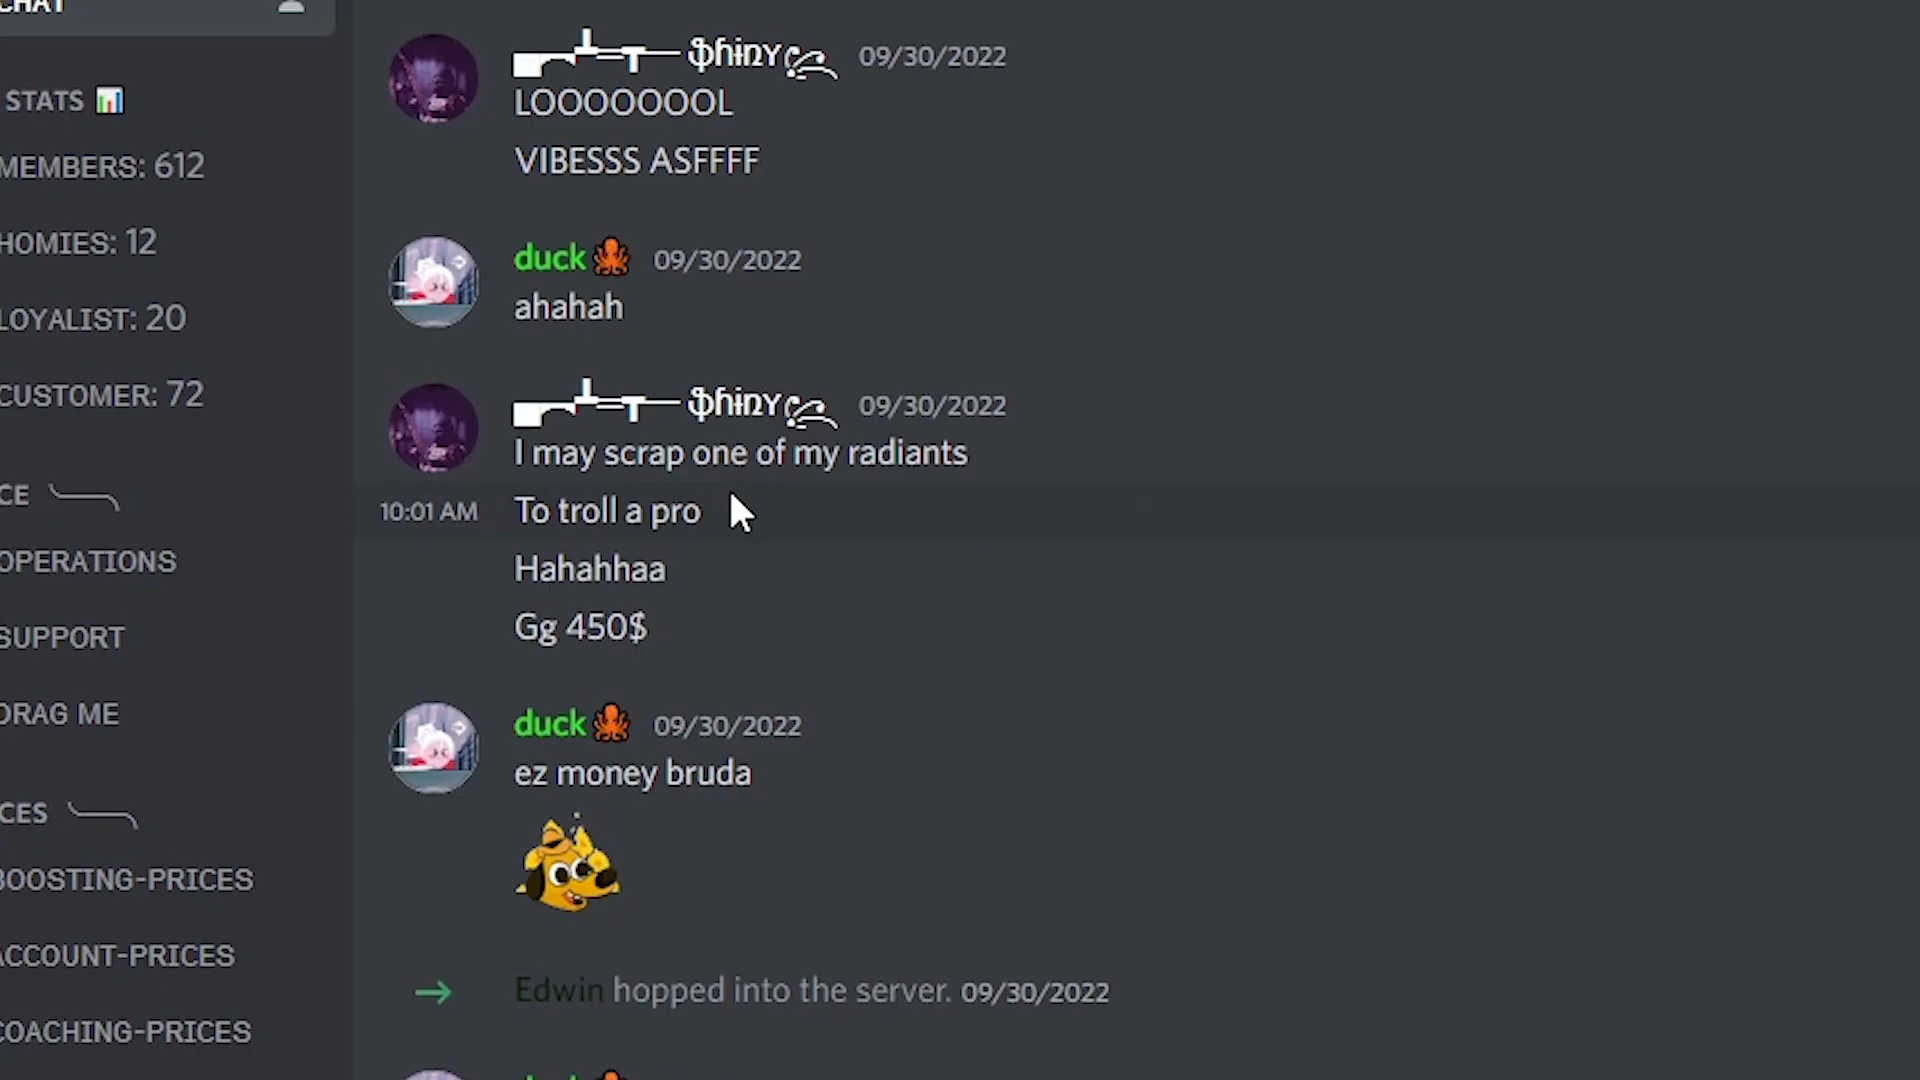 CHAT
STATS 📊
MEMBERS: 612
HOMIES: 12
LOYALIST: 20
CUSTOMER: 72
CE
OPERATIONS
SUPPORT
DRAG ME
CES
BOOSTING-PRICES
ACCOUNT-PRICES
COACHING-PRICES
09/30/2022
LOOOOOOOL
VIBESSS ASFFFF
duck🐙 09/30/2022
ahahah
09/30/2022
I may scrap one of my radiants
10:01 AM To troll a pro
Hahahhaa
Gg 450$
duck🐙 09/30/2022
ez money bruda
Edwin hopped into the server. 09/30/2022